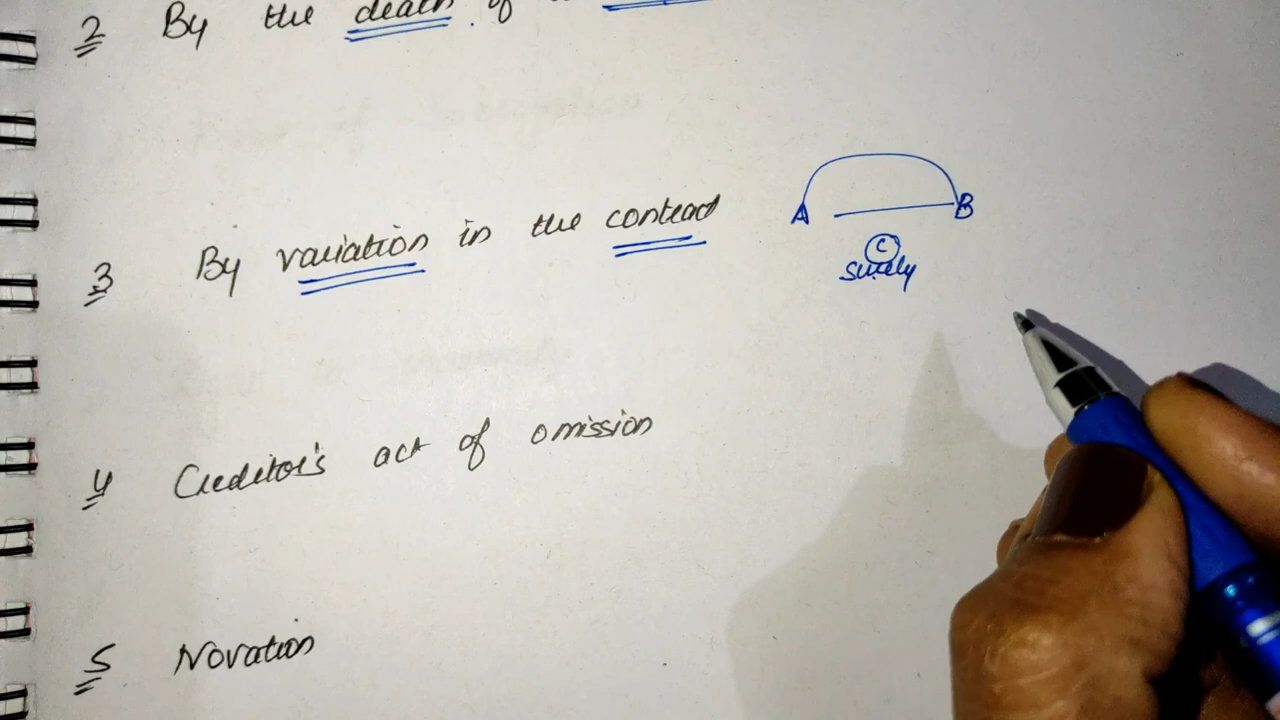 2 By the death of
3 By variation in the contract
A B
C
surety
4 Creditor's act of omission
5 Novation